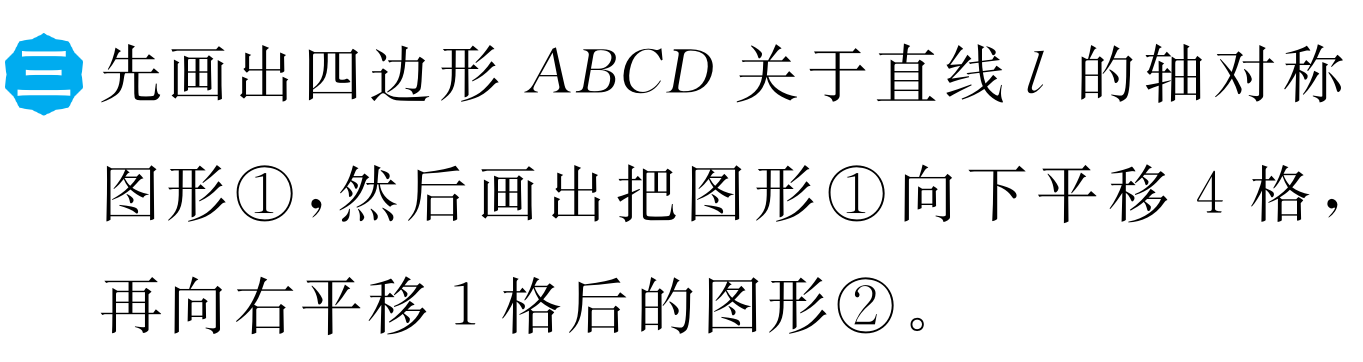 三 先画出四边形 ABCD 关于直线 l 的轴对称
图形①,然后画出把图形①向下平移 4 格,
再向右平移 1 格后的图形②。